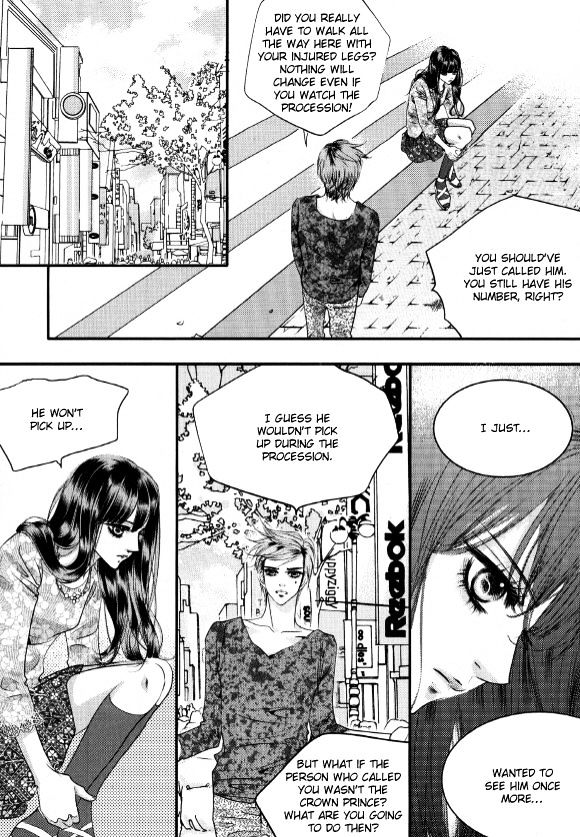 DID YOU REALLY
HAVE TO WALK ALL
THE WAY HERE WITH
YOUR INJURED LEGS?
NOTHING WILL
CHANGE EVEN IF
YOU WATCH THE
PROCESSION!
YOU SHOULD'VE
JUST CALLED HIM.
YOU STILL HAVE HIS
NUMBER, RIGHT?
HE WON'T
PICK UP...
I GUESS HE
WOULDN'T PICK
UP DURING THE
PROCESSION.
Reebok
Reebok
ppyziggy
I JUST...
BUT WHAT IF THE
PERSON WHO CALLED
YOU WASN'T THE
CROWN PRINCE?
WHAT ARE YOU GOING
TO DO THEN?
WANTED TO
SEE HIM ONCE
MORE...